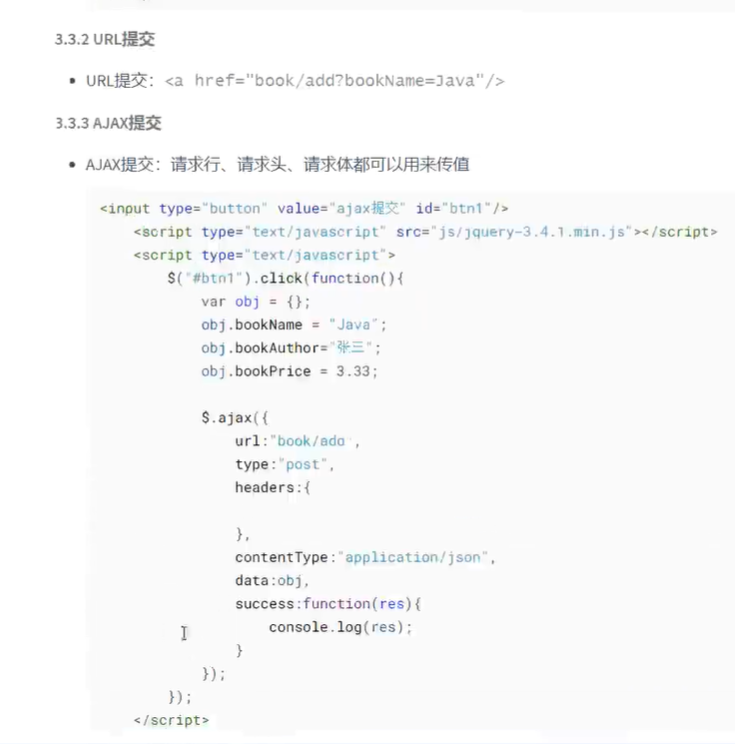 3.3.2 URL提交
• URL提交：<a href="book/add?bookName=Java"/>
3.3.3 AJAX提交
• AJAX提交：请求行、请求头、请求体都可以用来传值
<input type="button" value="ajax提交" id="btn1"/>
<script type="text/javascript" src="js/jquery-3.4.1.min.js"></script>
<script type="text/javascript">
$("#btn1").click(function(){
var obj = {};
obj.bookName = "Java";
obj.bookAuthor="张三";
obj.bookPrice = 3.33;
$.ajax({
url:"book/add",
type:"post",
headers:{
},
contentType:"application/json",
data:obj,
success:function(res){
console.log(res);
}
});
});
</script>